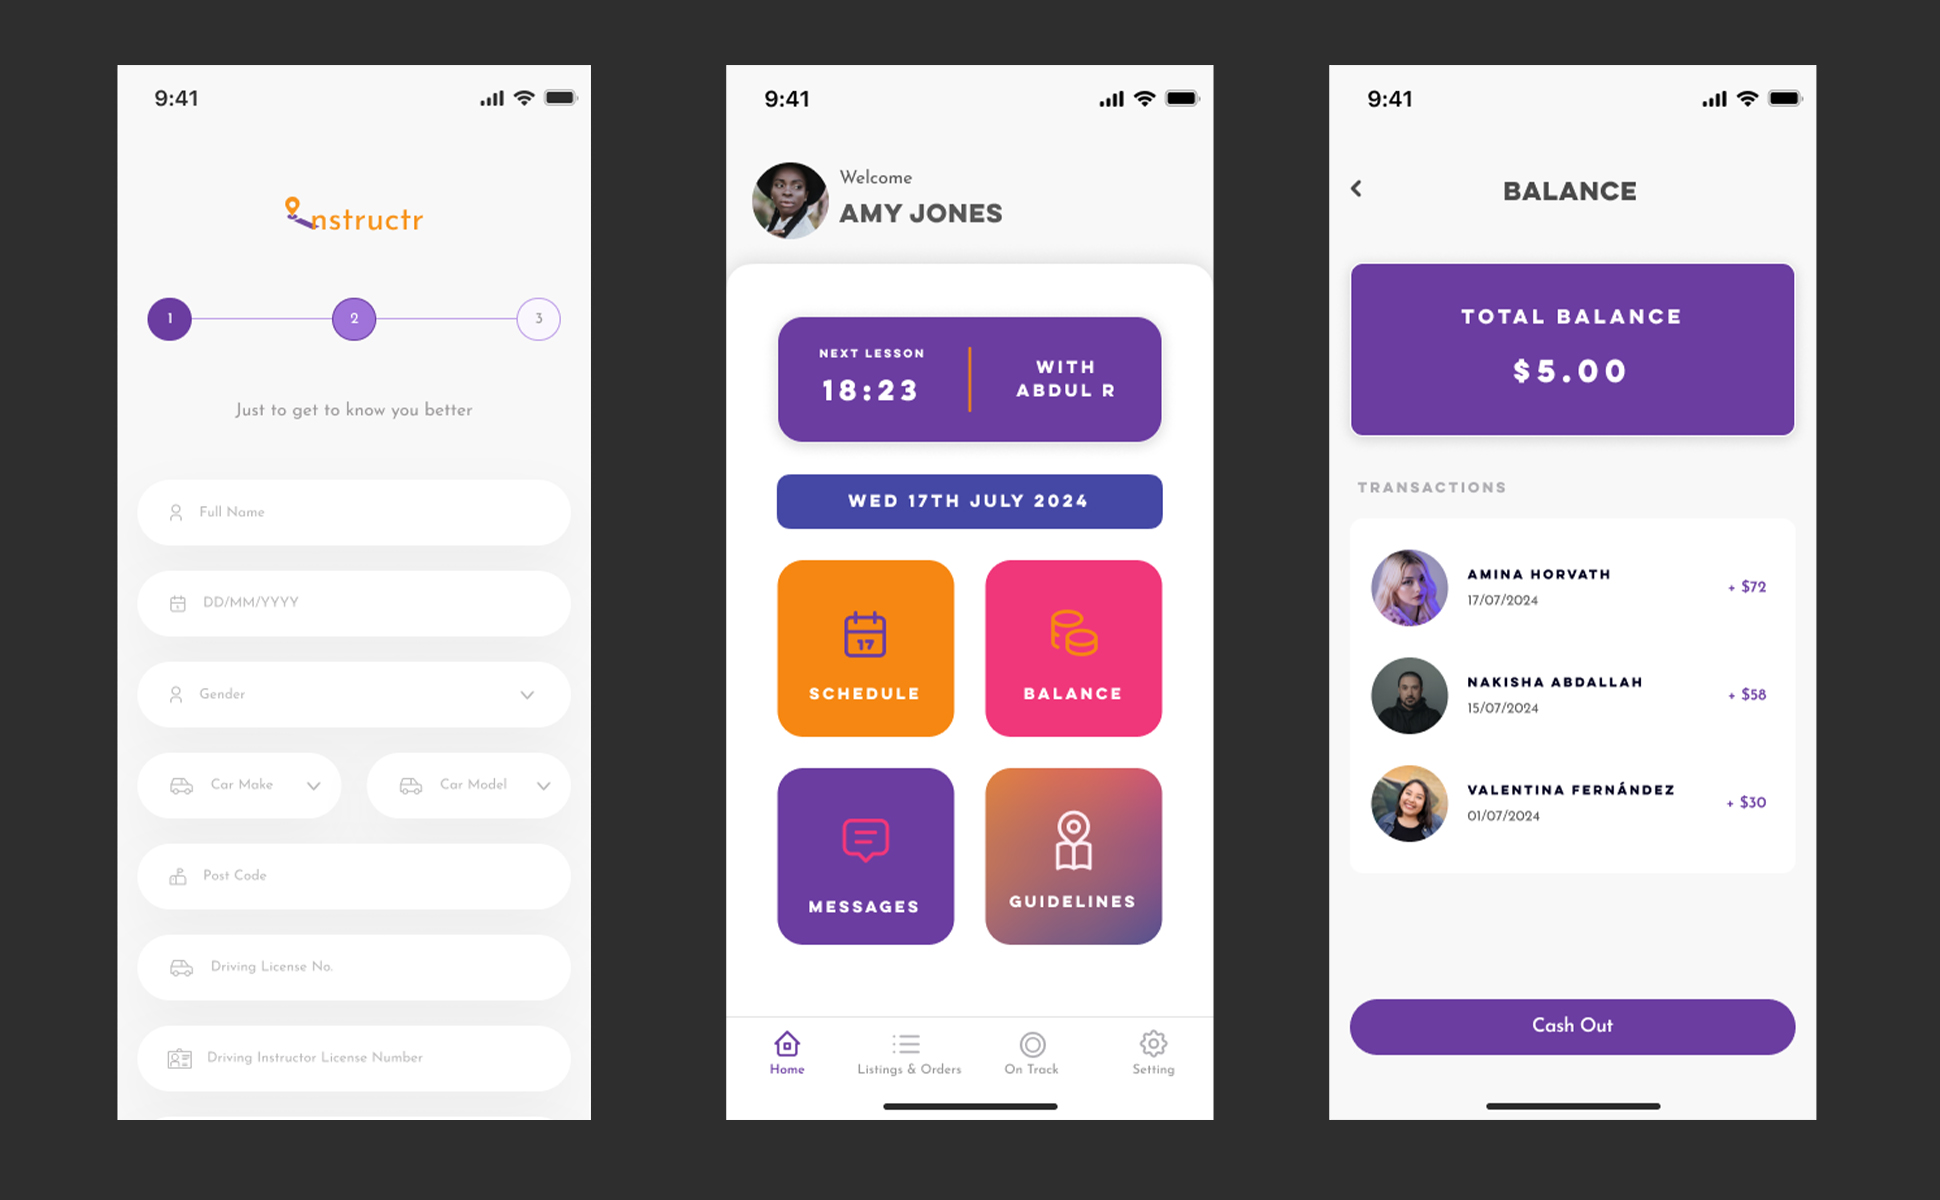 9:41
nstructr
1
2
3
Just to get to know you better
Full Name
DD/MM/YYYY
Gender
Car Make
Car Model
Post Code
Driving License No.
Driving Instructor License Number
9:41
Welcome
AMY JONES
NEXT LESSON
18:23
WITH
ABDUL R
WED 17TH JULY 2024
17
SCHEDULE
BALANCE
MESSAGES
GUIDELINES
Home
Listings & Orders
On Track
Setting
9:41
BALANCE
TOTAL BALANCE
$5.00
TRANSACTIONS
AMINA HORVATH
17/07/2024
+ $72
NAKISHA ABDALLAH
15/07/2024
+ $58
VALENTINA FERNÁNDEZ
01/07/2024
+ $30
Cash Out